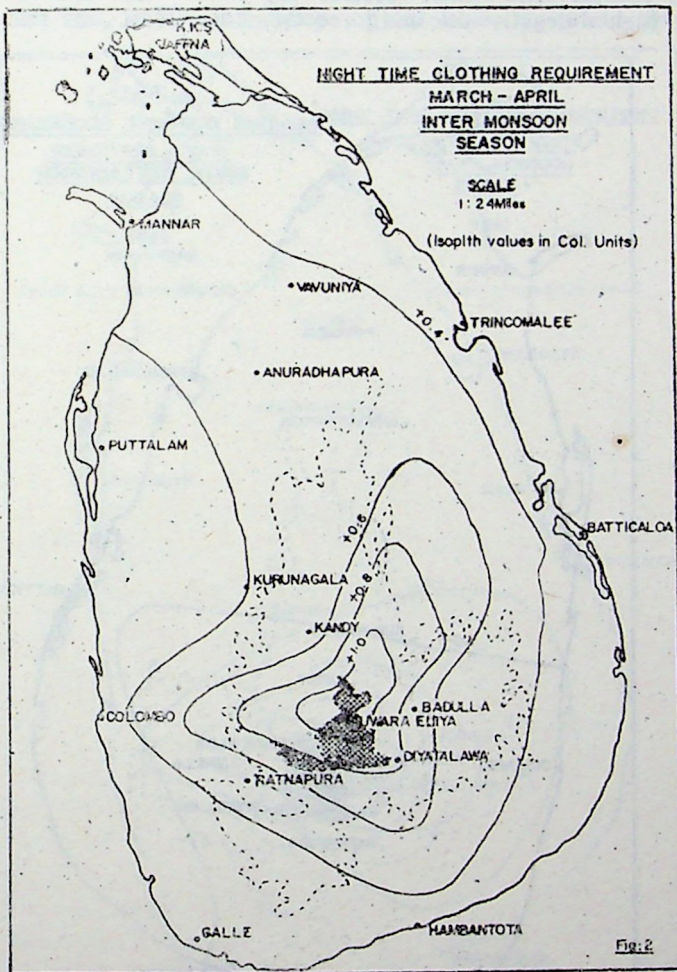 K.K.S
JAFFNA
NIGHT TIME CLOTHING REQUIREMENT
MARCH - APRIL
INTER MONSOON
SEASON
SCALE
1 : 24Miles
(Isoplth values in Col. Units)
MANNAR
VAVUNIYA
+0.4
TRINCOMALEE
ANURADHAPURA
PUTTALAM
+0.6
BATTICALOA
KURUNAGALA
+0.8
KANDY
+1.0
BADULLA
COLOMBO
UWARA ELIYA
DIYATALAWA
RATNAPURA
GALLE
HAMBANTOTA
Fig:2